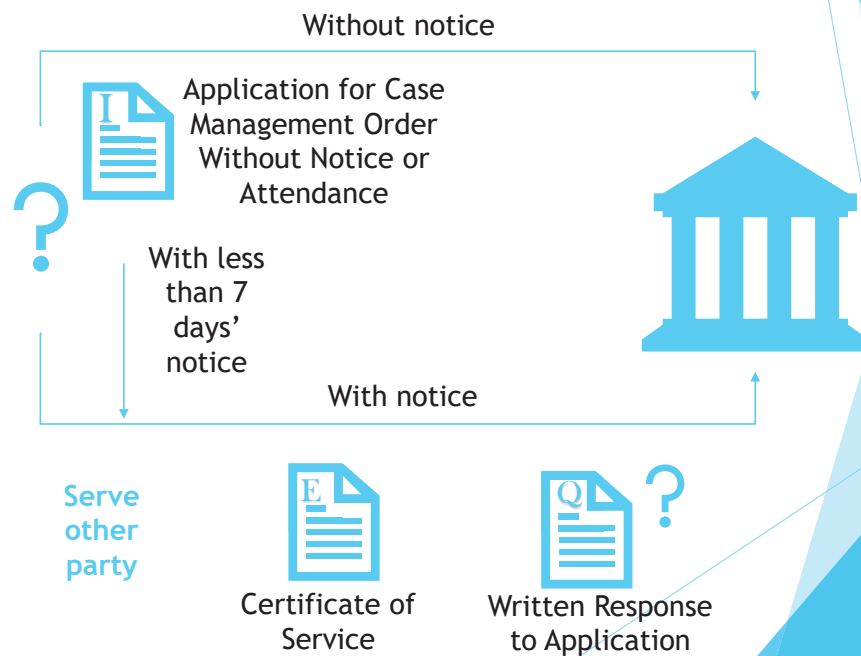 Without notice
I
Application for Case
Management Order
Without Notice or
Attendance
?
With less
than 7
days’
notice
With notice
Serve
other
party
E
Certificate of
Service
Q
?
Written Response
to Application